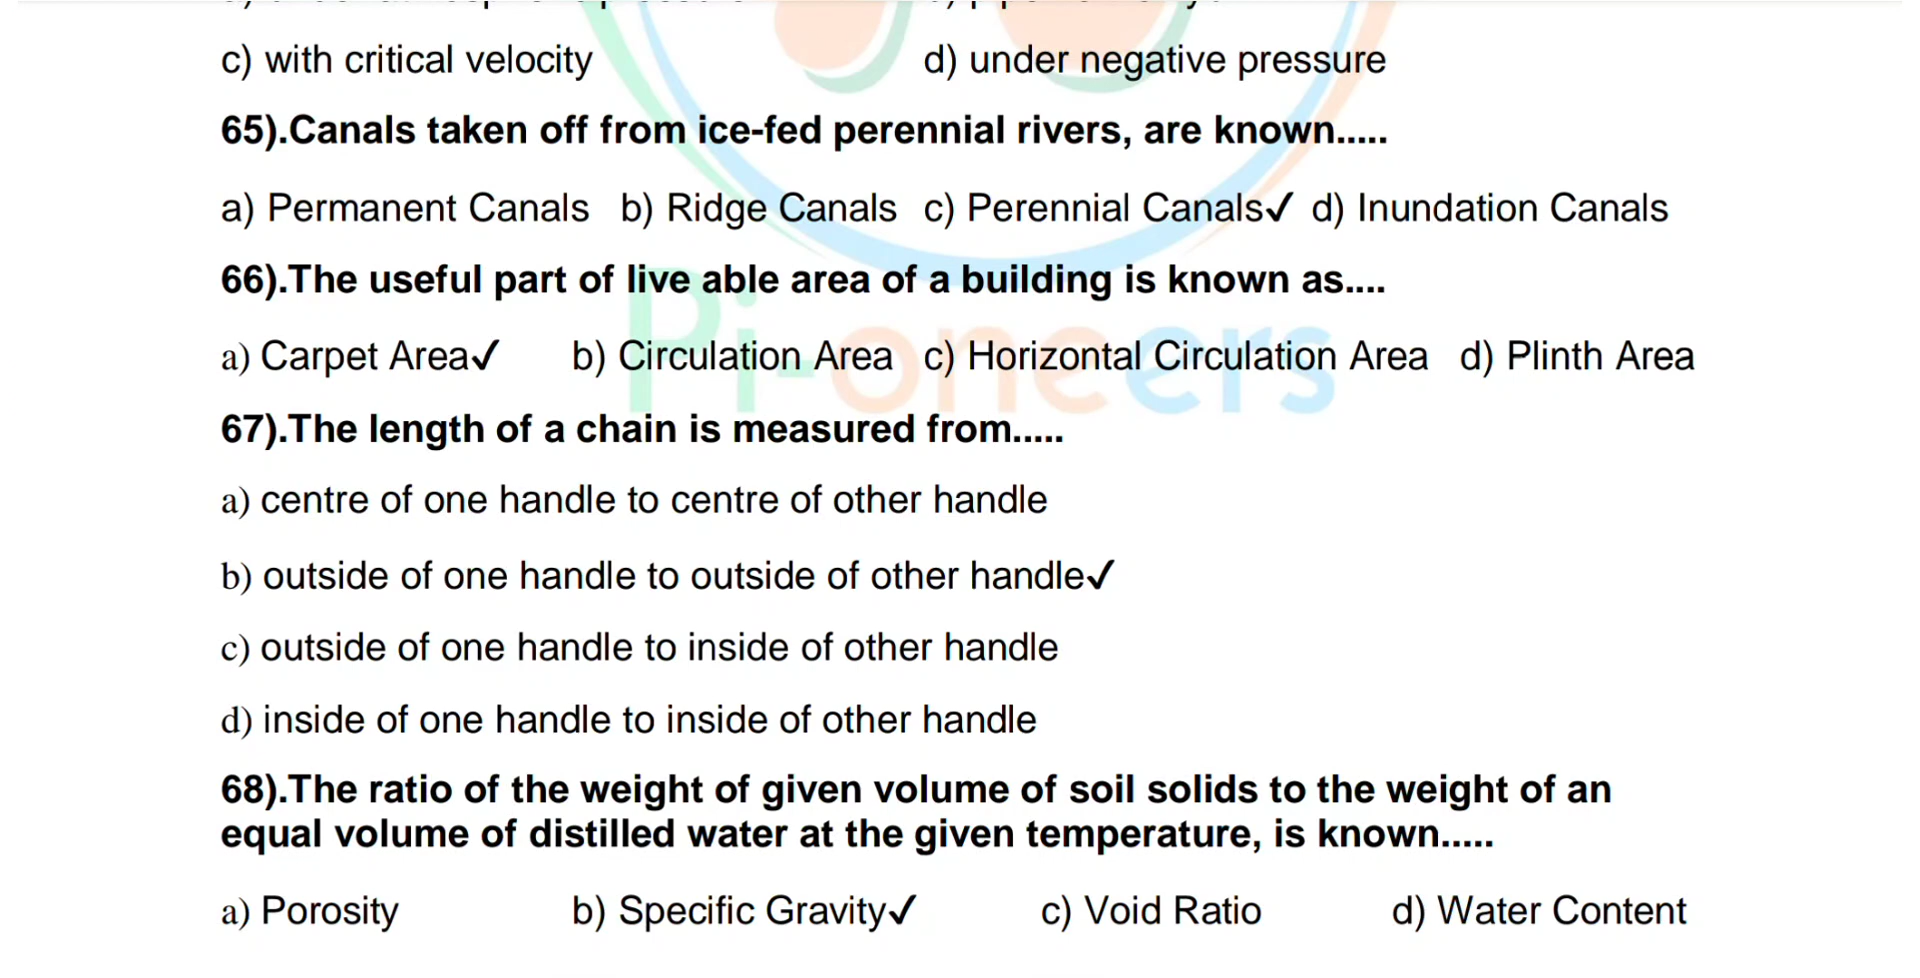 c) with critical velocity d) under negative pressure
65).Canals taken off from ice-fed perennial rivers, are known.....
a) Permanent Canals b) Ridge Canals c) Perennial Canals✓ d) Inundation Canals
66).The useful part of live able area of a building is known as....
a) Carpet Area✓ b) Circulation Area c) Horizontal Circulation Area d) Plinth Area
Pi-oneers
67).The length of a chain is measured from.....
a) centre of one handle to centre of other handle
b) outside of one handle to outside of other handle✓
c) outside of one handle to inside of other handle
d) inside of one handle to inside of other handle
68).The ratio of the weight of given volume of soil solids to the weight of an
equal volume of distilled water at the given temperature, is known.....
a) Porosity b) Specific Gravity✓ c) Void Ratio d) Water Content